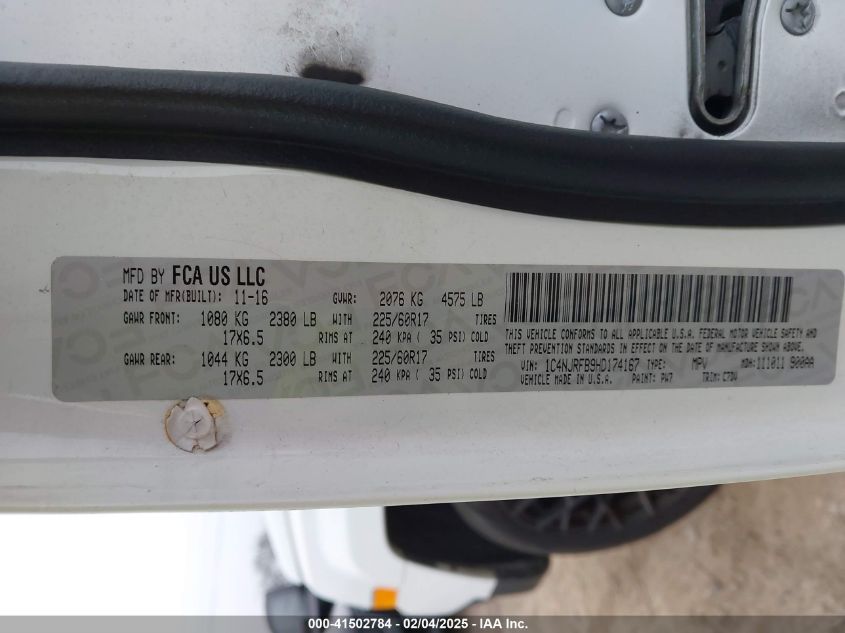 MFD BY FCA US LLC
DATE OF MFR(BUILT): 11-16 GVWR: 2076 KG 4575 LB
GAWR FRONT: 1080 KG 2380 LB WITH 225/60R17 TIRES
17X6.5 RIMS AT 240 KPA ( 35 PSI) COLD
GAWR REAR: 1044 KG 2300 LB WITH 225/60R17 TIRES
17X6.5 RIMS AT 240 KPA ( 35 PSI) COLD
THIS VEHICLE CONFORMS TO ALL APPLICABLE U.S.A. FEDERAL MOTOR VEHICLE SAFETY AND
THEFT PREVENTION STANDARDS IN EFFECT ON THE DATE OF MANUFACTURE SHOWN ABOVE.
VIN: 1C4NJRFB9HD174167 TYPE: MPV MDH: 111011 900AA
VEHICLE MADE IN U.S.A. PAINT: PW7 TRIM: C7DV
000-41502784 - 02/04/2025 - IAA Inc.